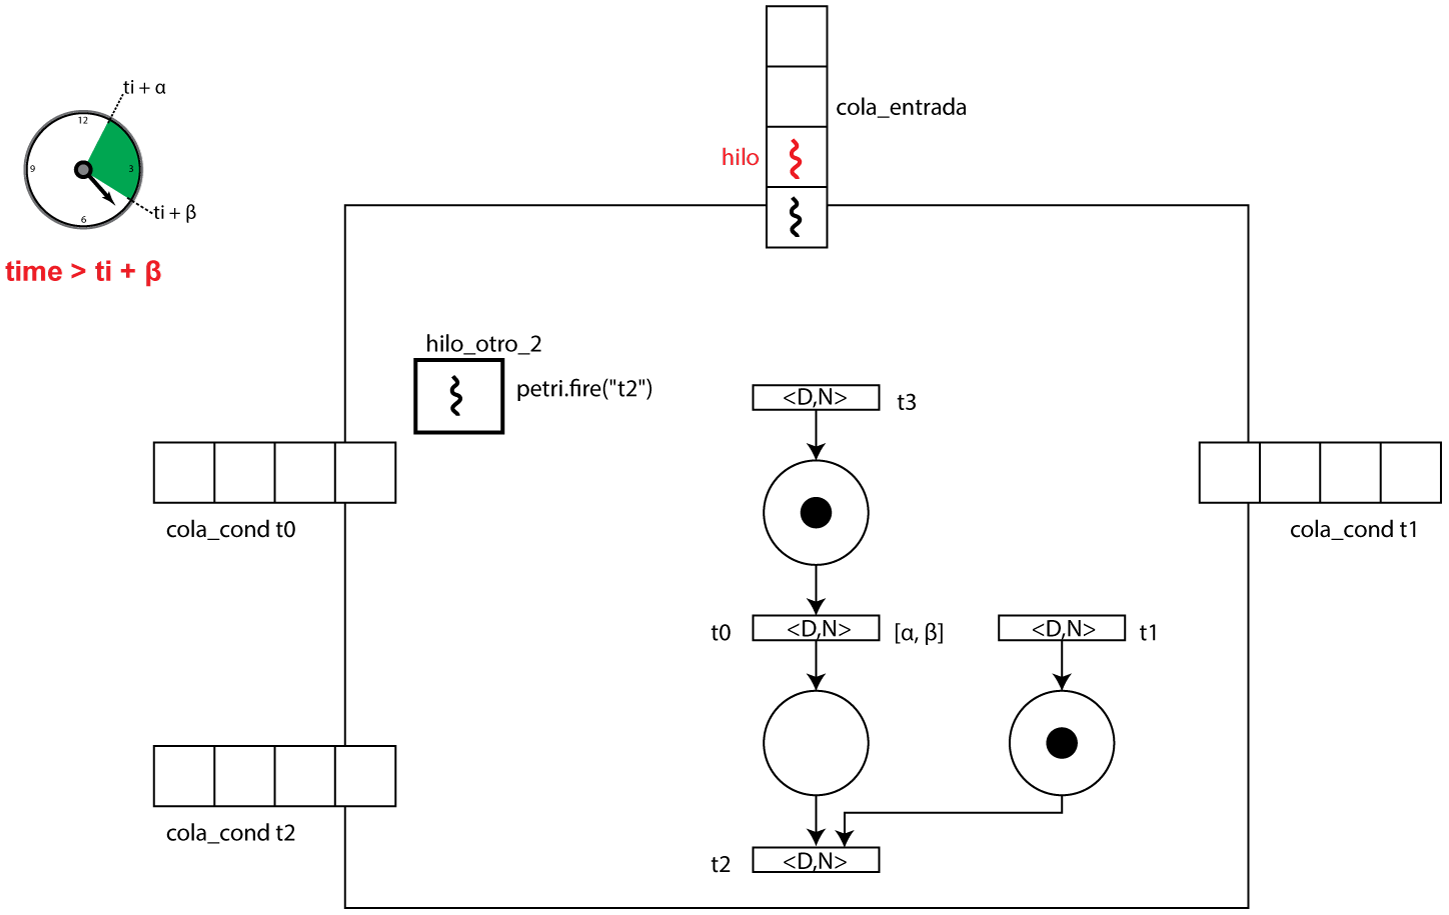 ti + α
12
9
3
6
ti + β
time > ti + β
cola_entrada
hilo
hilo_otro_2
petri.fire("t2")
<D,N>
t3
cola_cond t0
cola_cond t1
t0
<D,N>
[α, β]
<D,N>
t1
cola_cond t2
t2
<D,N>